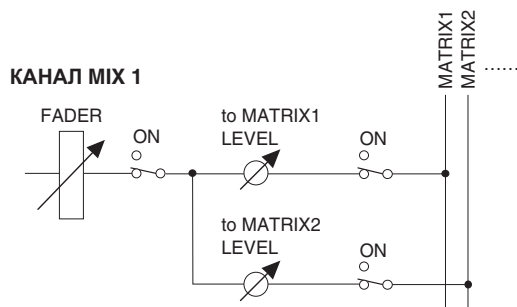 КАНАЛ MIX 1
FADER
ON
to MATRIX1
LEVEL
ON
to MATRIX2
LEVEL
ON
MATRIX1
MATRIX2
......